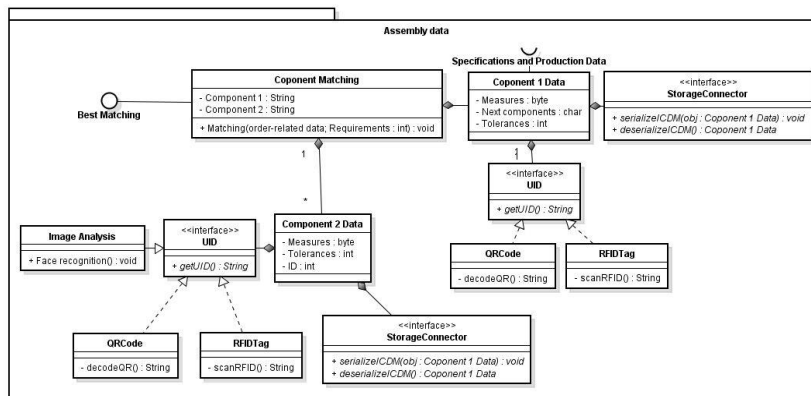 Assembly data
Specifications and Production Data
Coponent Matching
- Component 1 : String
- Component 2 : String
+ Matching(order-related data; Requirements : int) : void
Best Matching
Coponent 1 Data
- Measures : byte
- Next components : char
- Tolerances : int
<<interface>>
StorageConnector
+ serializeICDM(obj : Coponent 1 Data) : void
+ deserializeICDM() : Coponent 1 Data
1
*
1
<<interface>>
UID
+ getUID() : String
QRCode
- decodeQR() : String
RFIDTag
- scanRFID() : String
Image Analysis
+ Face recognition() : void
<<interface>>
UID
+ getUID() : String
Component 2 Data
- Measures : byte
- Tolerances : int
- ID : int
QRCode
- decodeQR() : String
RFIDTag
- scanRFID() : String
<<interface>>
StorageConnector
+ serializeICDM(obj : Coponent 1 Data) : void
+ deserializeICDM() : Coponent 1 Data